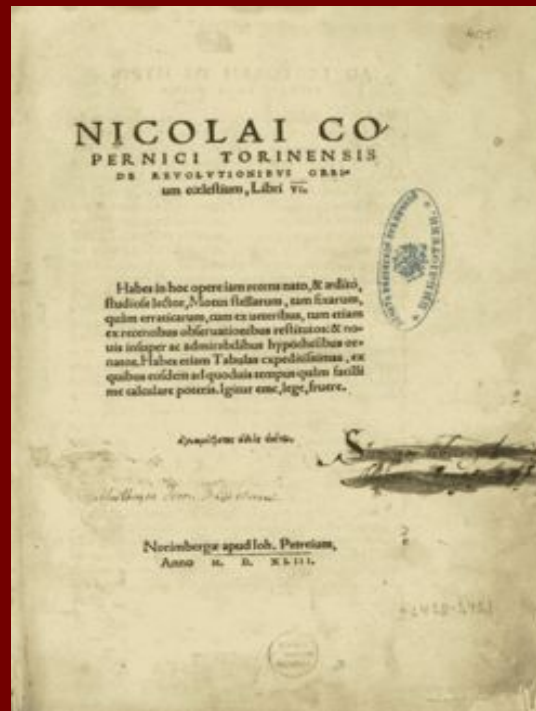 NICOLAI CO
PERNICI TORINENSIS
DE REVOLVTIONIBVS ORBI-
um cœlestium, Libri VI.
Habes in hoc opere iam recens nato, & ædito,
studiose lector, Motus stellarum, tam fixarum,
quàm erraticarum, cum ex ueteribus, tum etiam
ex recentibus obseruationibus restitutos: & no-
uis insuper ac admirabilibus hypothesibus or-
natos. Habes etiam Tabulas expeditissimas, ex
quibus eosdem ad quoduis tempus quàm facilli
me calculare poteris. Igitur eme, lege, fruere.
Norimbergæ apud Ioh. Petreium,
Anno M. D. XLIII.